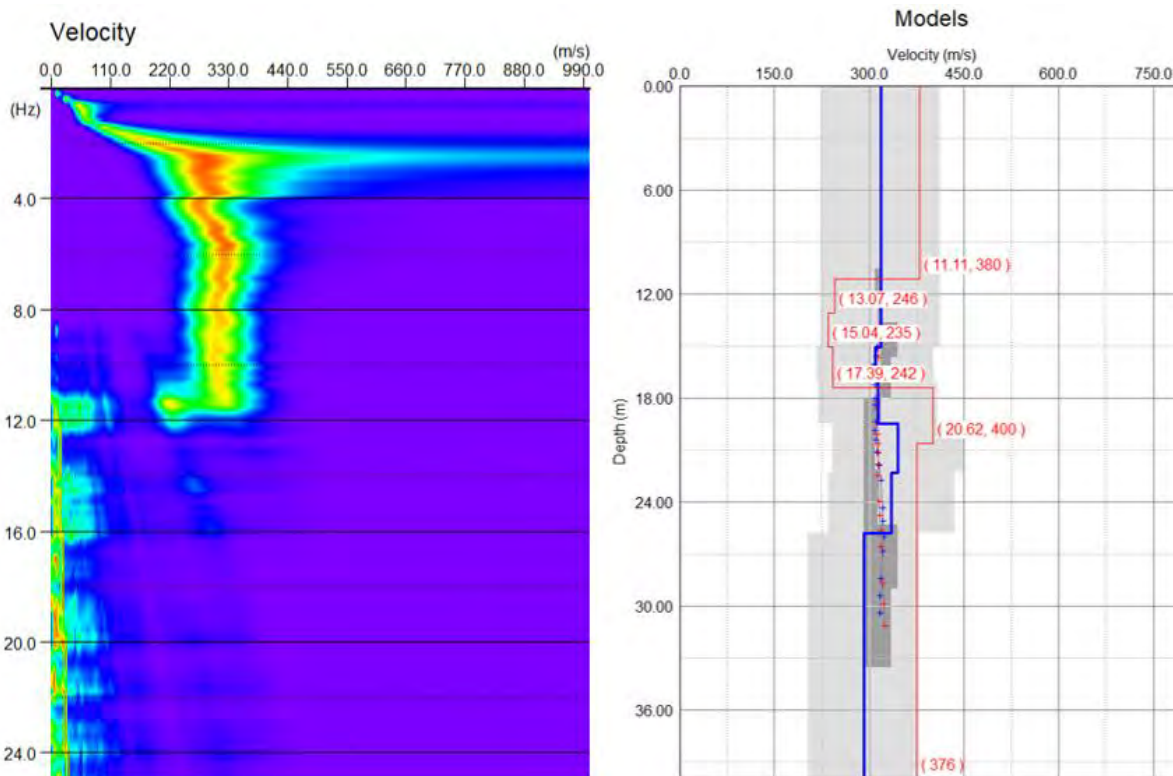 Velocity
(m/s)
0.0 110.0 220.0 330.0 440.0 550.0 660.0 770.0 880.0 990.0
(Hz)
4.0
8.0
12.0
16.0
20.0
24.0
Models
Velocity (m/s)
0.0 150.0 300.0 450.0 600.0 750.0
0.00
6.00
12.00
18.00
24.00
30.00
36.00
Depth (m)
( 11.11, 380 )
( 13.07, 246 )
( 15.04, 235 )
( 17.39, 242 )
( 20.62, 400 )
( 376 )